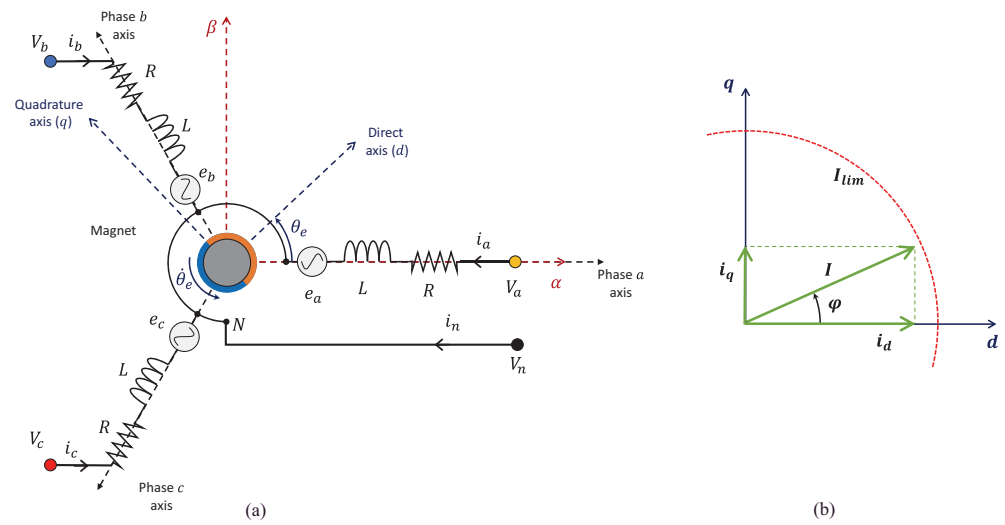 Phase b
axis
β
V_b
i_b
R
q
Quadrature
axis (q)
L
Direct
axis (d)
I_lim
e_b
Magnet
θ_e
i_a
i_q
I
θ̇_e
φ
e_a
L
R
V_a
α
Phase a
axis
e_c
N
i_n
i_d
d
L
V_n
R
V_c
i_c
Phase c
axis
(a)
(b)